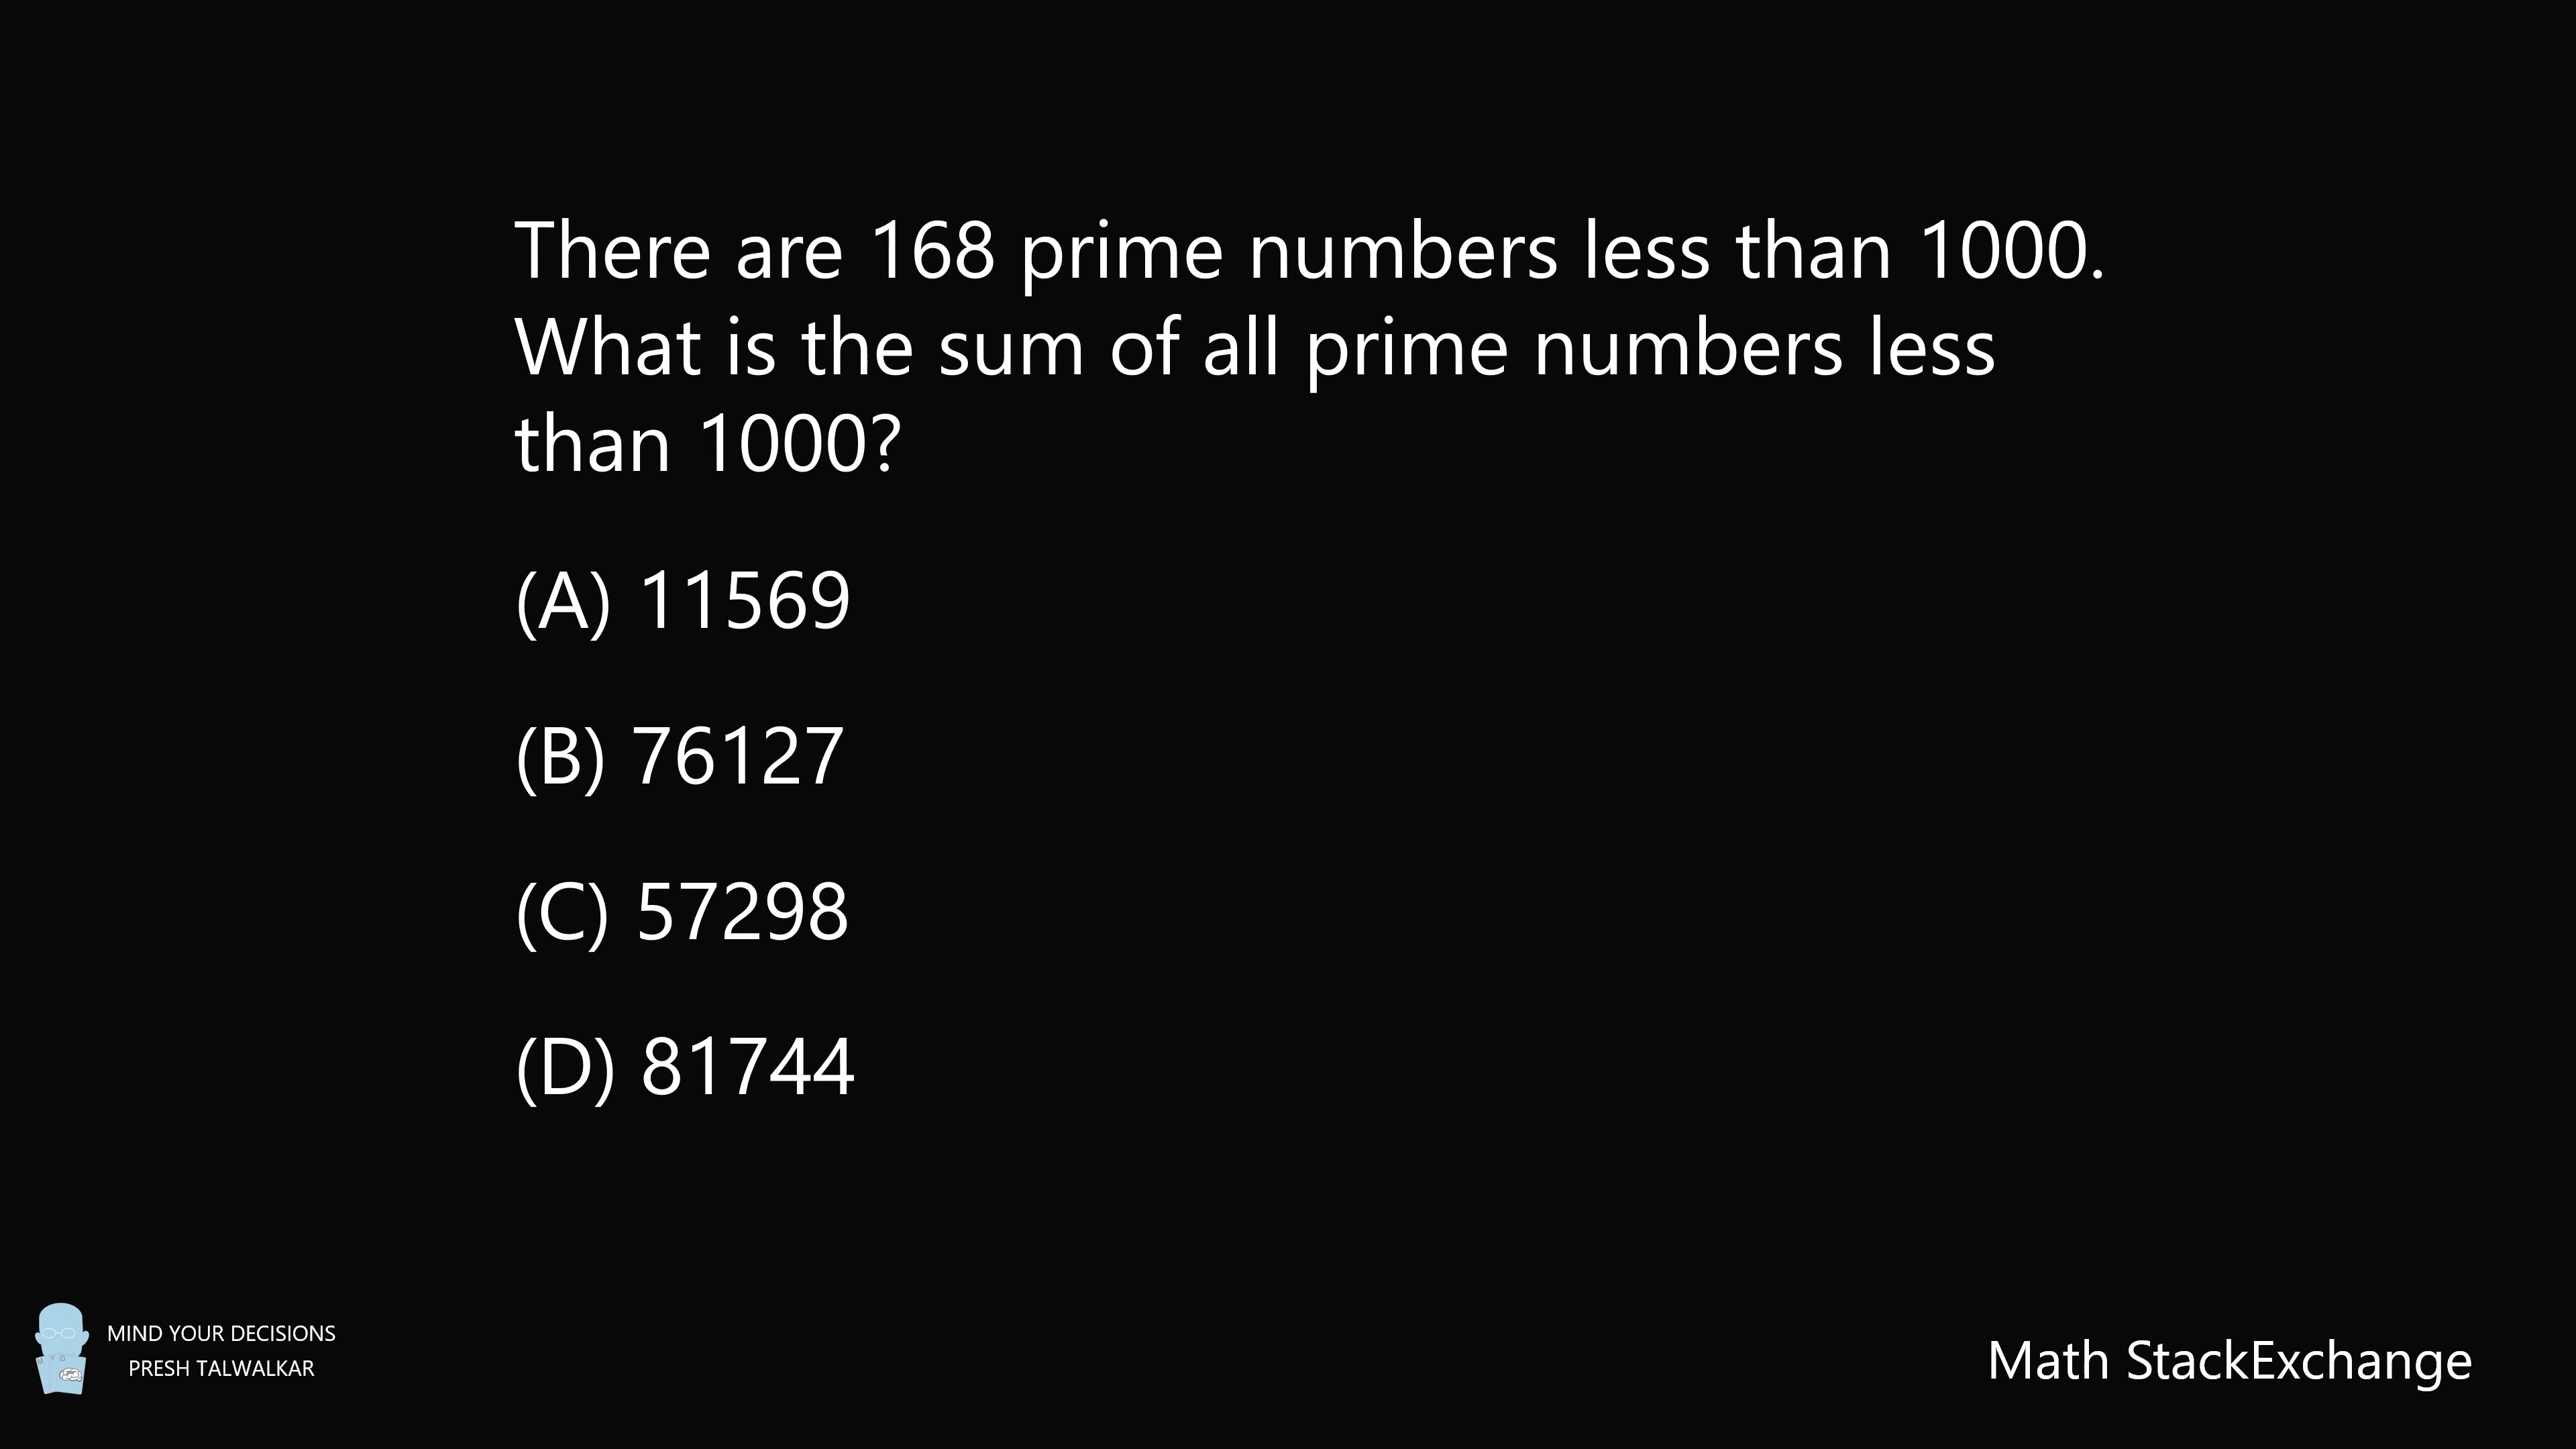 There are 168 prime numbers less than 1000.
What is the sum of all prime numbers less
than 1000?
(A) 11569
(B) 76127
(C) 57298
(D) 81744
MIND YOUR DECISIONS
PRESH TALWALKAR
M Y D
Math StackExchange